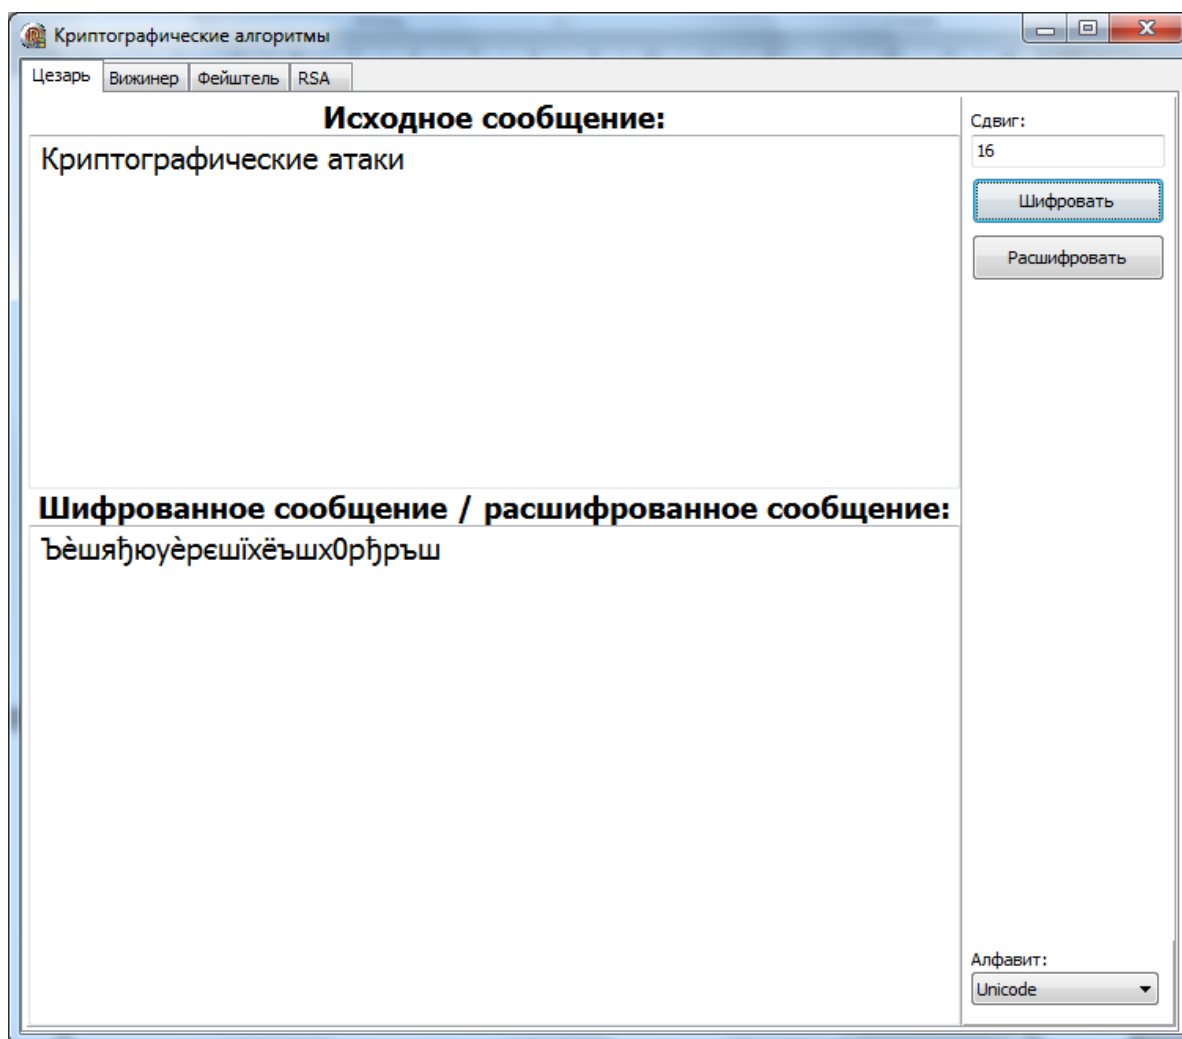 Криптографические алгоритмы
Цезарь Вижинер Фейштель RSA
Исходное сообщение:
Сдвиг:
Криптографические атаки
16
Шифровать
Расшифровать
Шифрованное сообщение / расшифрованное сообщение:
Ъѐшяђюуѐрєшїхёъшх0рђръш
Алфавит:
Unicode